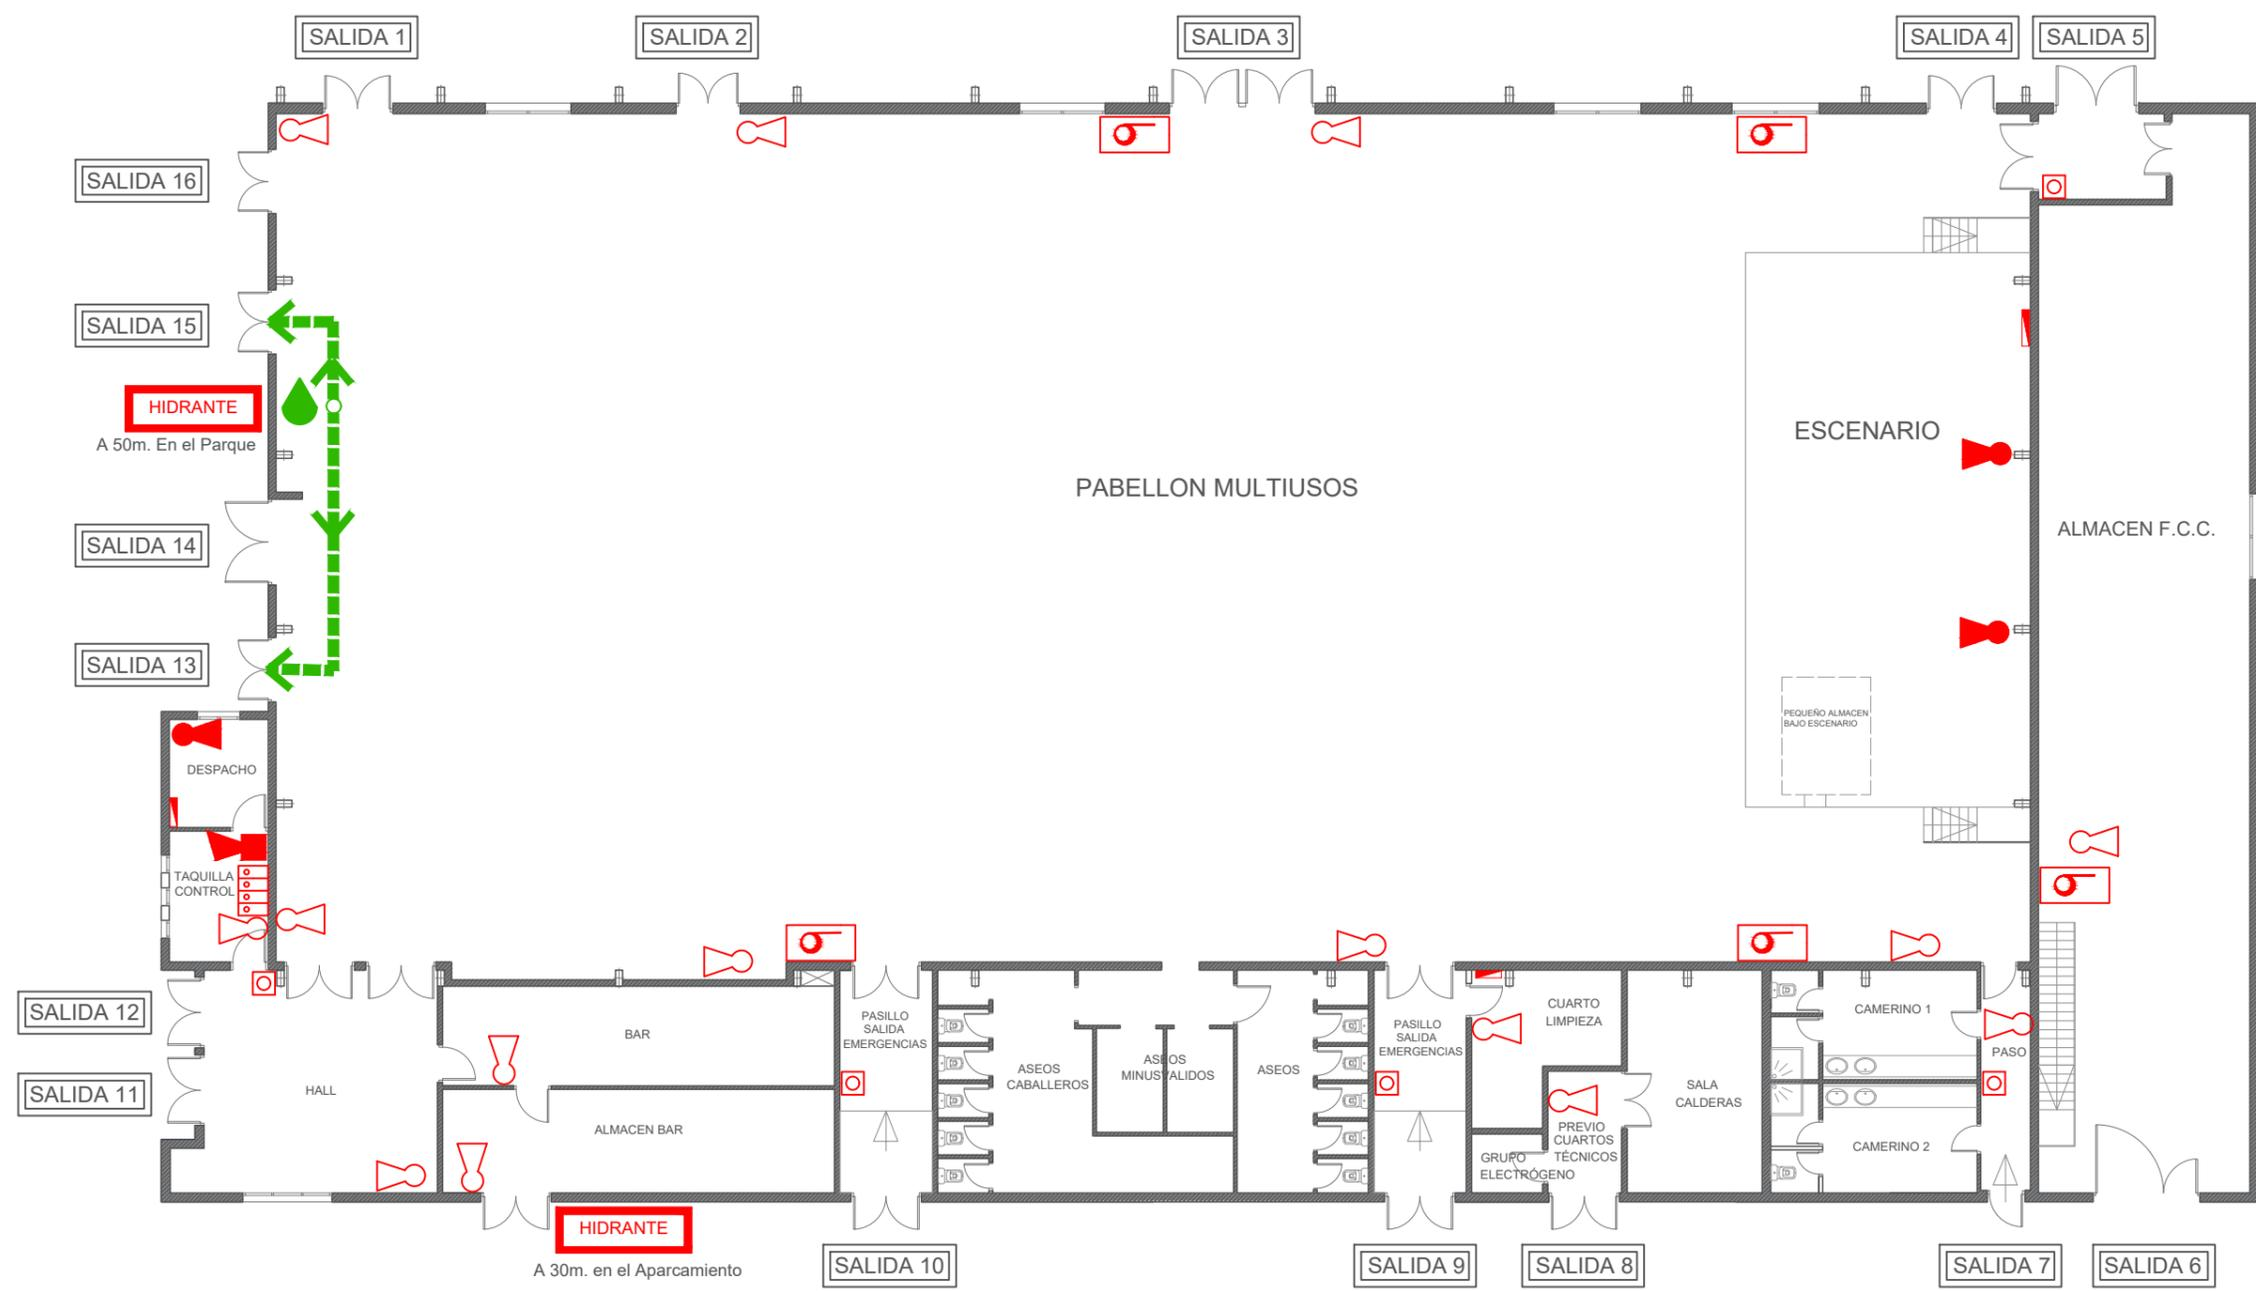 SALIDA 1
SALIDA 2
SALIDA 3
SALIDA 4
SALIDA 5
SALIDA 16
SALIDA 15
HIDRANTE
A 50m. En el Parque
ESCENARIO
PABELLON MULTIUSOS
ALMACEN F.C.C.
SALIDA 14
SALIDA 13
PEQUEÑO ALMACEN
BAJO ESCENARIO
DESPACHO
TAQUILLA
CONTROL
SALIDA 12
SALIDA 11
HALL
BAR
ALMACEN BAR
PASILLO
SALIDA
EMERGENCIAS
ASEOS
CABALLEROS
ASEOS
MINUSVALIDOS
ASEOS
PASILLO
SALIDA
EMERGENCIAS
CUARTO
LIMPIEZA
PREVIO
CUARTOS
TÉCNICOS
GRUPO
ELECTRÓGENO
SALA
CALDERAS
CAMERINO 1
CAMERINO 2
PASO
HIDRANTE
A 30m. en el Aparcamiento
SALIDA 10
SALIDA 9
SALIDA 8
SALIDA 7
SALIDA 6